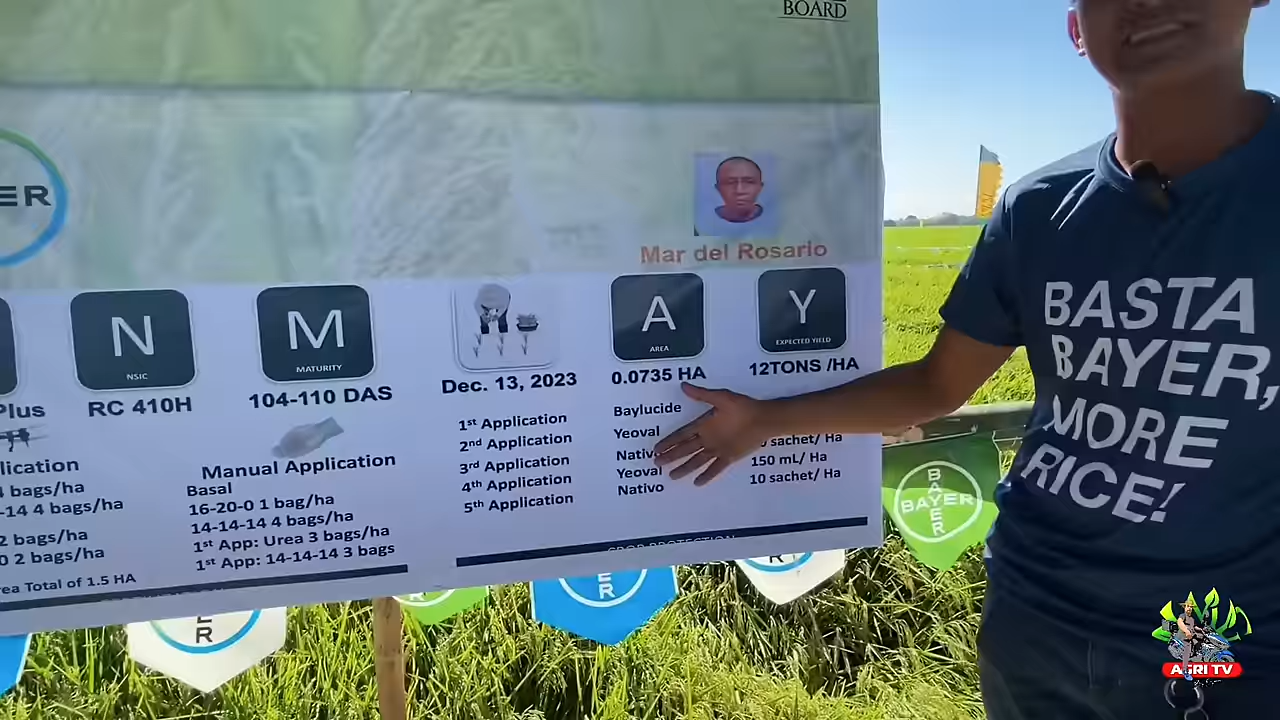 BOARD
ER
Mar del Rosario
N
NSIC
M
MATURITY
A
AREA
Y
EXPECTED YIELD
Plus
RC 410H
104-110 DAS
Dec. 13, 2023
0.0735 HA
12TONS /HA
lication
bags/ha
-14 4 bags/ha
2 bags/ha
0 2 bags/ha
rea Total of 1.5 HA
Manual Application
Basal
16-20-0 1 bag/ha
14-14-14 4 bags/ha
1st App: Urea 3 bags/ha
1st App: 14-14-14 3 bags
1st Application Baylucide
2nd Application Yeoval
3rd Application Nativo sachet/ Ha
4th Application Yeoval 150 mL/ Ha
5th Application Nativo 10 sachet/ Ha
CROP PROTECTION
BASTA
BAYER,
MORE
RICE!
BAYER
BAYER
ER
R
ER
R
AGRI TV